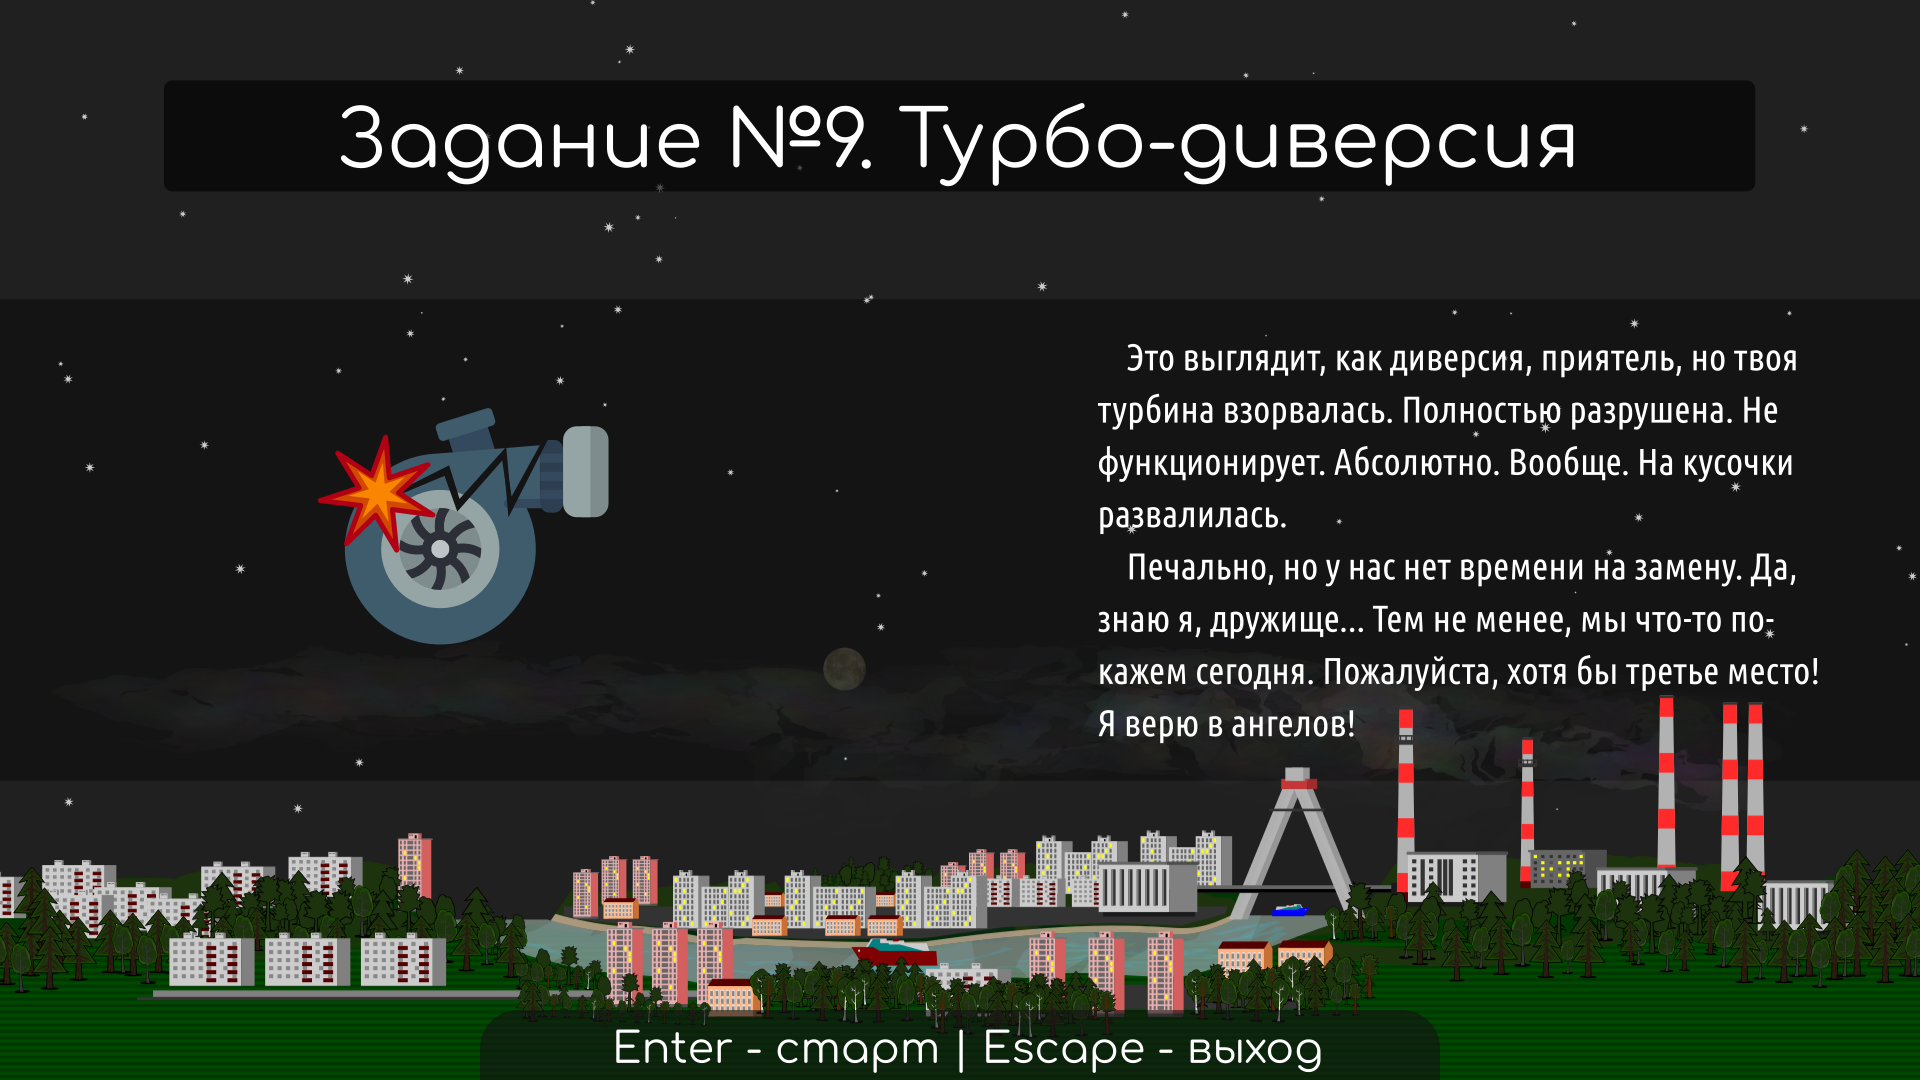 Задание №9. Турбо-диверсия
Это выглядит, как диверсия, приятель, но твоя
турбина взорвалась. Полностью разрушена. Не
функционирует. Абсолютно. Вообще. На кусочки
развалилась.
Печально, но у нас нет времени на замену. Да,
знаю я, дружище... Тем не менее, мы что-то по-
кажем сегодня. Пожалуйста, хотя бы третье место!
Я верю в ангелов!
Enter - старт | Escape - выход